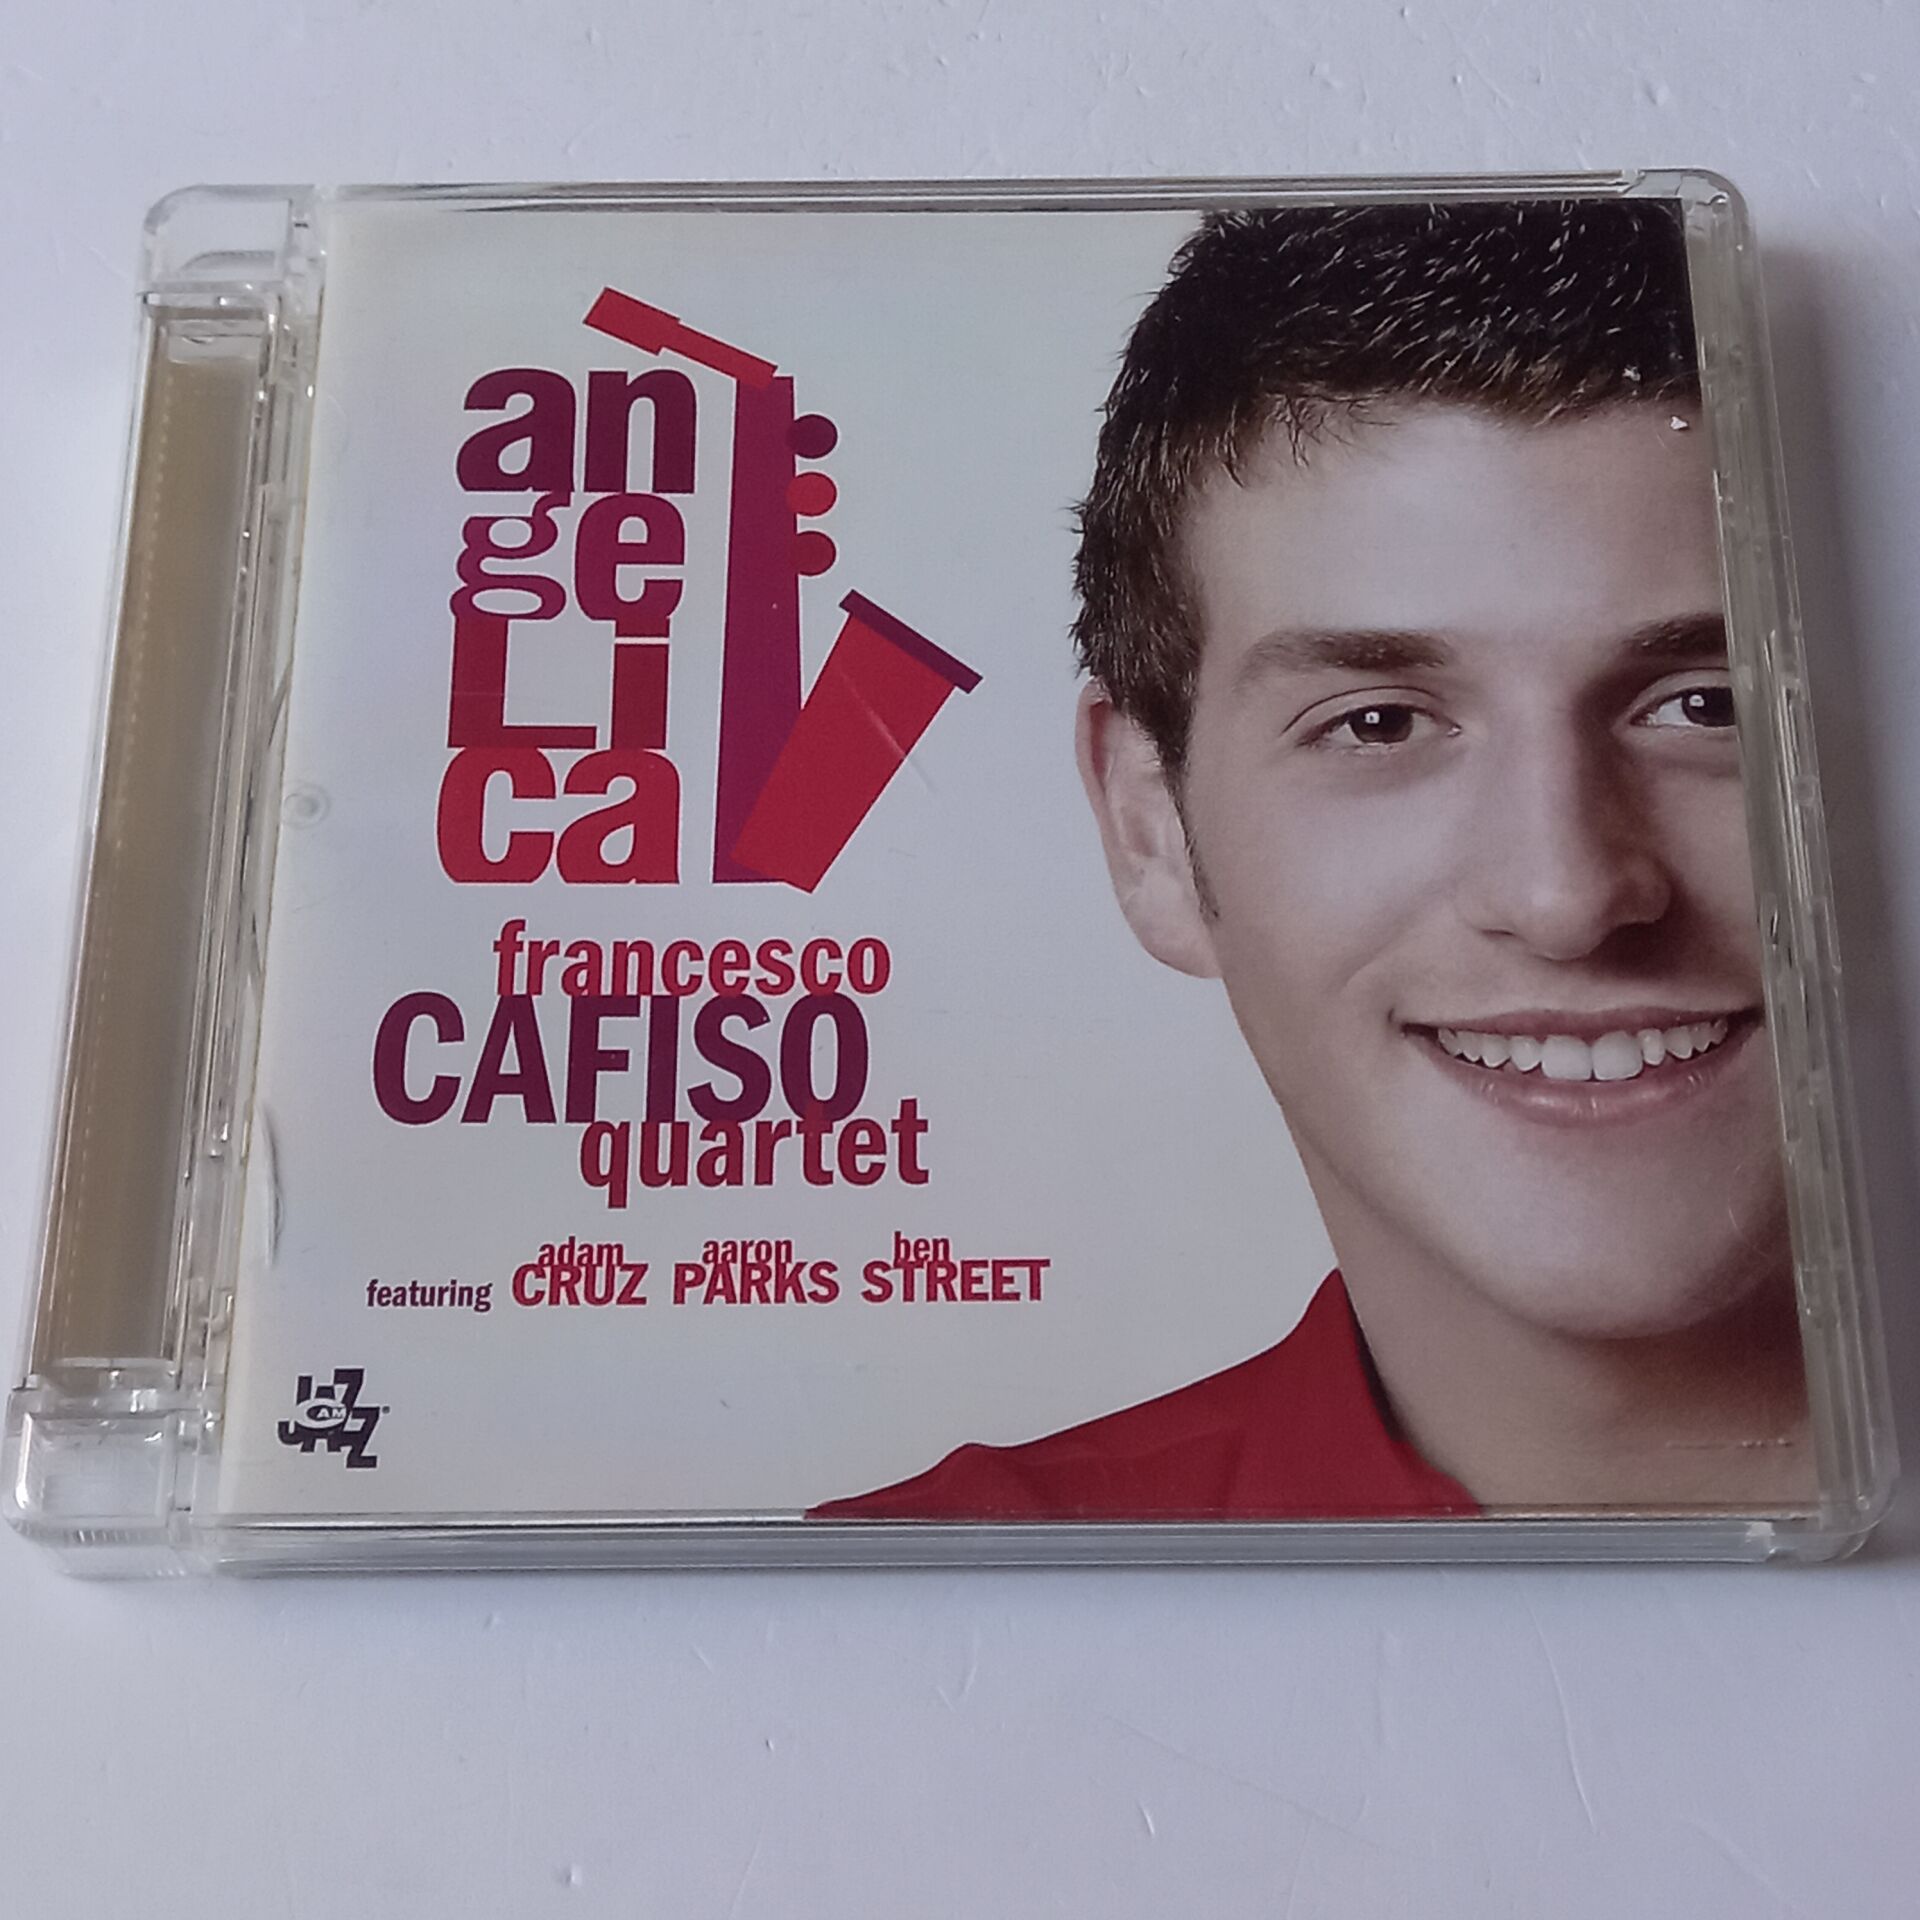 an
ge
Li
ca
francesco
CAFISO
quartet
featuring adam CRUZ aaron PARKS ben STREET
CAM JAZZ